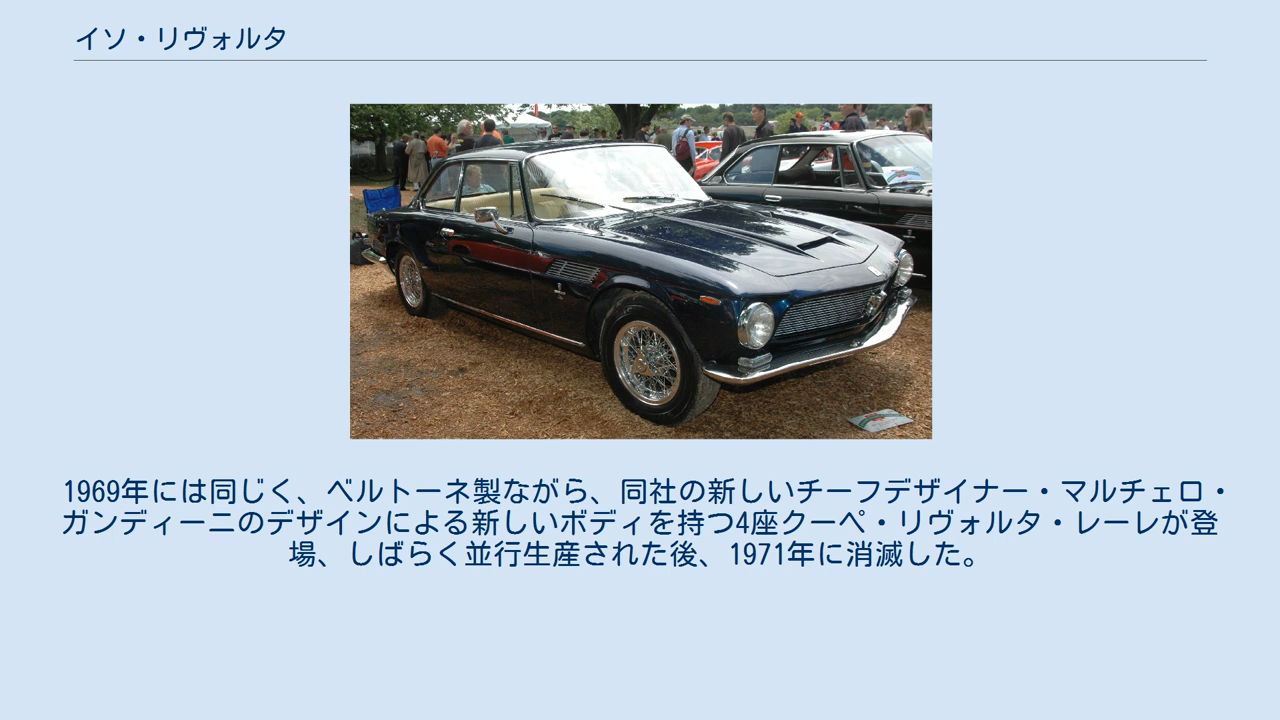 イソ・リヴォルタ
1969年には同じく、ベルトーネ製ながら、同社の新しいチーフデザイナー・マルチェロ・
ガンディーニのデザインによる新しいボディを持つ4座クーペ・リヴォルタ・レーレが登
場、しばらく並行生産された後、1971年に消滅した。